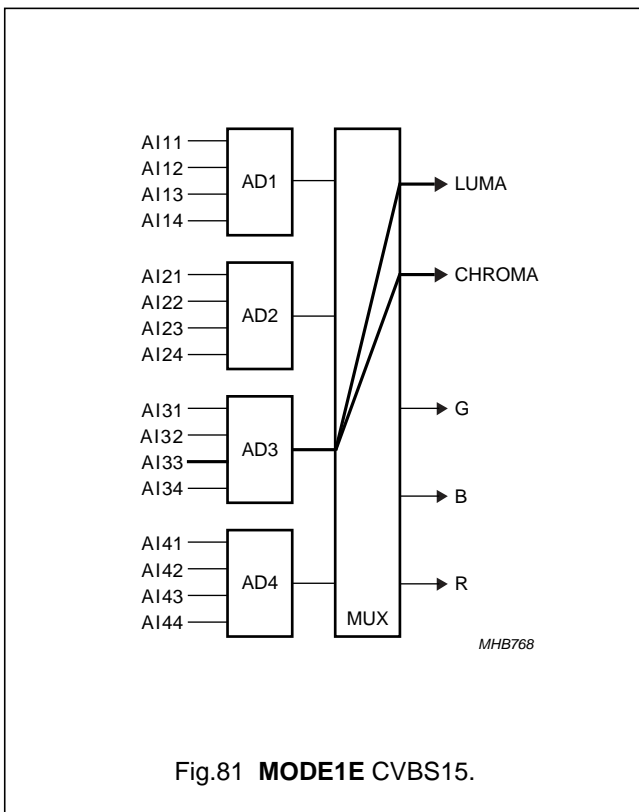 AI11
AI12
AI13
AI14
AD1
AI21
AI22
AI23
AI24
AD2
AI31
AI32
AI33
AI34
AD3
AI41
AI42
AI43
AI44
AD4
MUX
LUMA
CHROMA
G
B
R
MHB768
Fig.81 MODE1E CVBS15.